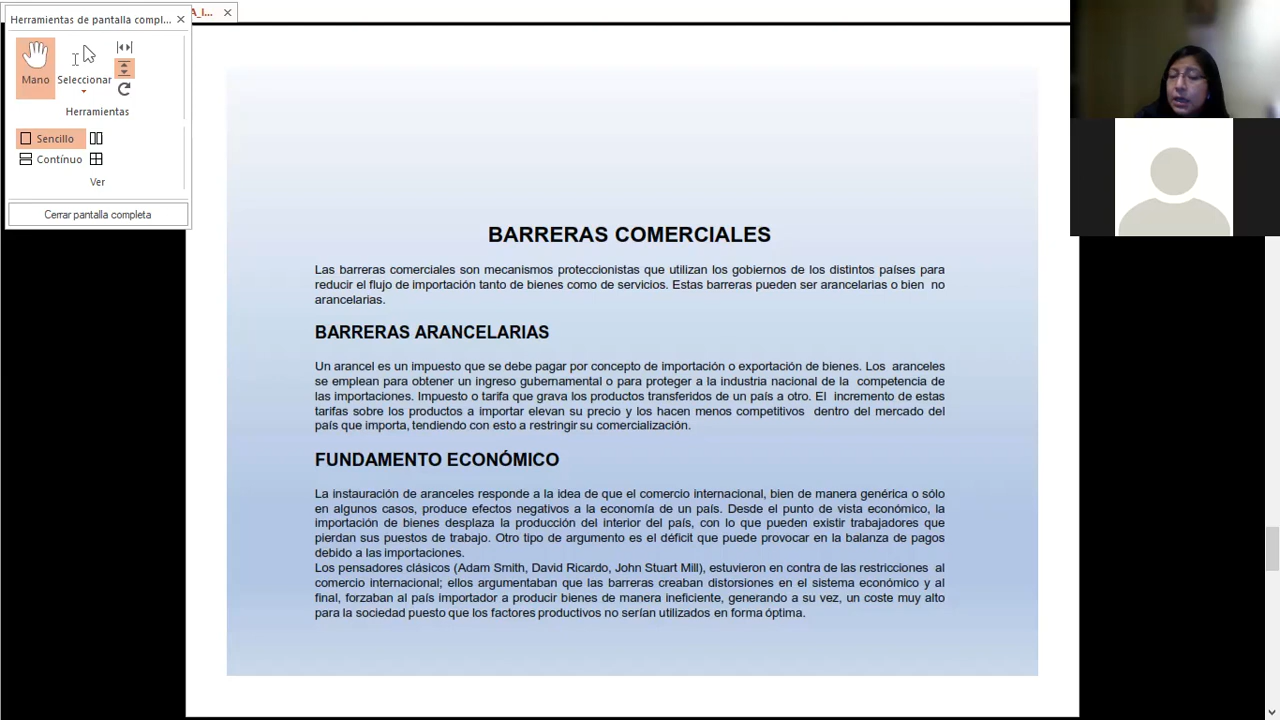 Herramientas de pantalla compl...
A_I...
Mano
Seleccionar
Herramientas
Sencillo
Contínuo
Ver
Cerrar pantalla completa
BARRERAS COMERCIALES
Las barreras comerciales son mecanismos proteccionistas que utilizan los gobiernos de los distintos países para
reducir el flujo de importación tanto de bienes como de servicios. Estas barreras pueden ser arancelarias o bien no
arancelarias.
BARRERAS ARANCELARIAS
Un arancel es un impuesto que se debe pagar por concepto de importación o exportación de bienes. Los aranceles
se emplean para obtener un ingreso gubernamental o para proteger a la industria nacional de la competencia de
las importaciones. Impuesto o tarifa que grava los productos transferidos de un país a otro. El incremento de estas
tarifas sobre los productos a importar elevan su precio y los hacen menos competitivos dentro del mercado del
país que importa, tendiendo con esto a restringir su comercialización.
FUNDAMENTO ECONÓMICO
La instauración de aranceles responde a la idea de que el comercio internacional, bien de manera genérica o sólo
en algunos casos, produce efectos negativos a la economía de un país. Desde el punto de vista económico, la
importación de bienes desplaza la producción del interior del país, con lo que pueden existir trabajadores que
pierdan sus puestos de trabajo. Otro tipo de argumento es el déficit que puede provocar en la balanza de pagos
debido a las importaciones.
Los pensadores clásicos (Adam Smith, David Ricardo, John Stuart Mill), estuvieron en contra de las restricciones al
comercio internacional; ellos argumentaban que las barreras creaban distorsiones en el sistema económico y al
final, forzaban al país importador a producir bienes de manera ineficiente, generando a su vez, un coste muy alto
para la sociedad puesto que los factores productivos no serían utilizados en forma óptima.